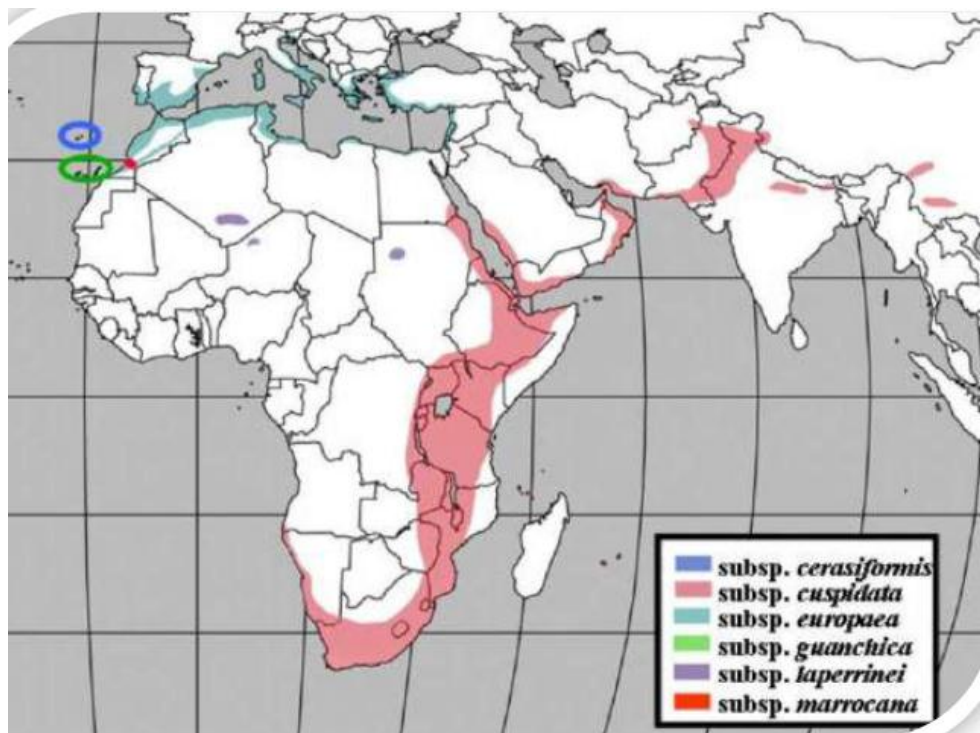 subsp. cerasiformis
subsp. cuspidata
subsp. europaea
subsp. guanchica
subsp. laperrinei
subsp. marrocana